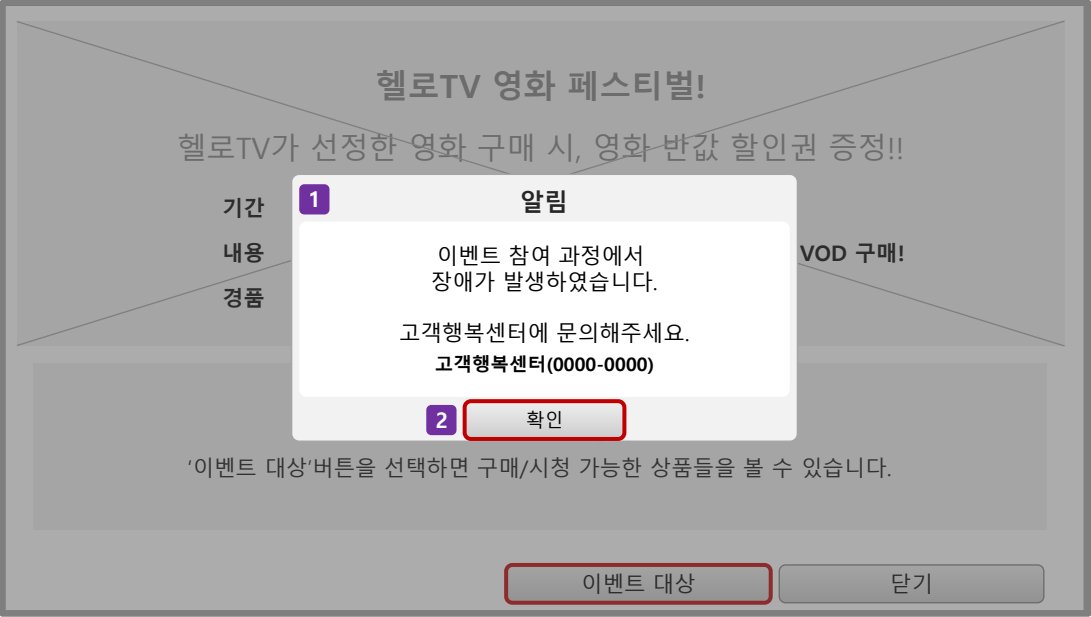 헬로TV 영화 페스티벌!
헬로TV가 선정한 영화 구매 시, 영화 반값 할인권 증정!!
기간
내용
VOD 구매!
경품
1
알림
이벤트 참여 과정에서
장애가 발생하였습니다.
고객행복센터에 문의해주세요.
고객행복센터(0000-0000)
2
확인
'이벤트 대상'버튼을 선택하면 구매/시청 가능한 상품들을 볼 수 있습니다.
이벤트 대상
닫기